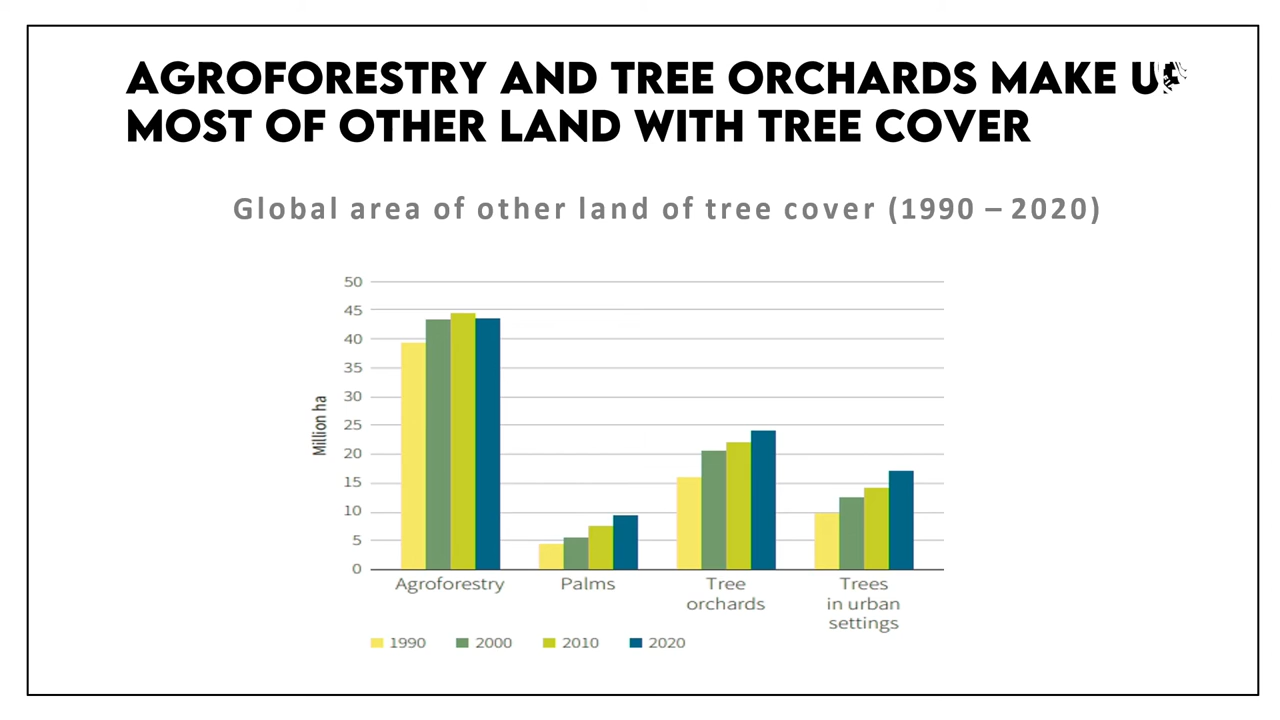 AGROFORESTRY AND TREE ORCHARDS MAKE
MOST OF OTHER LAND WITH TREE COVER
Global area of other land of tree cover (1990 – 2020)
50
45
40
35
30
25
20
15
10
5
0
Million ha
Agroforestry
Palms
Tree
orchards
Trees
in urban
settings
1990
2000
2010
2020